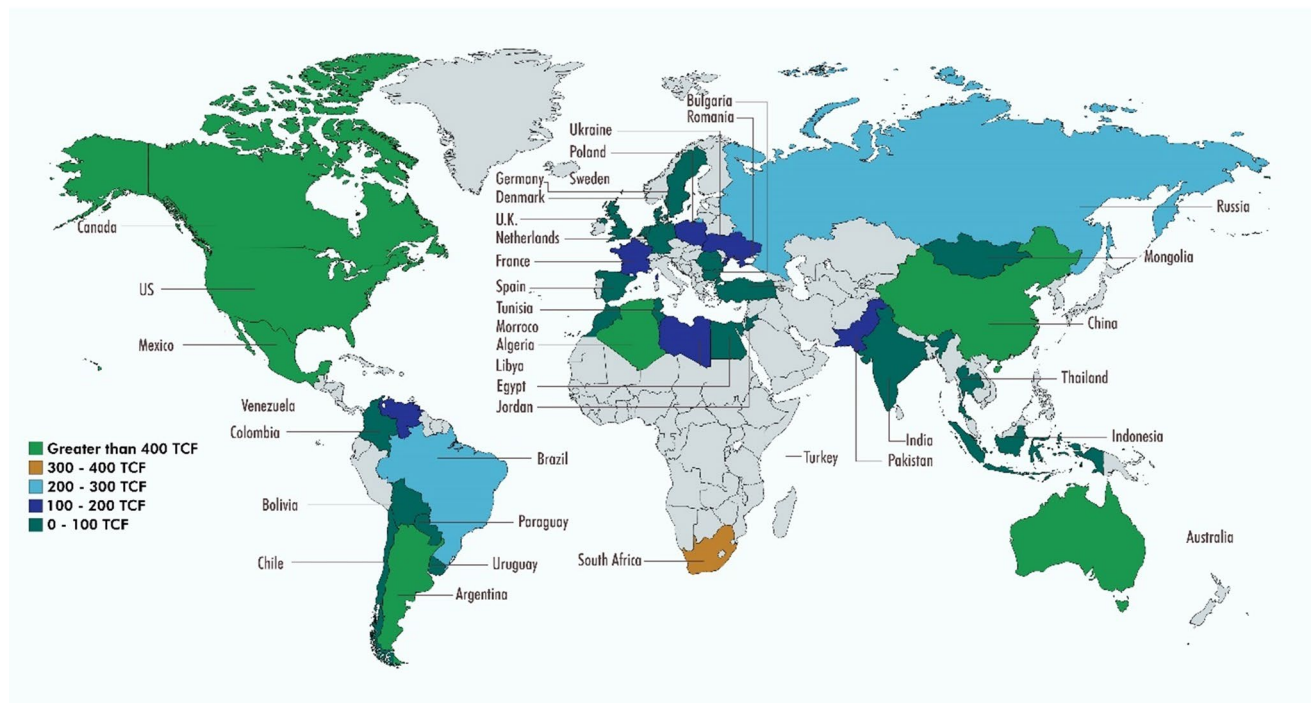 Bulgaria
Romania
Ukraine
Poland
Germany
Sweden
Denmark
U.K.
Netherlands
France
Spain
Tunisia
Morroco
Algeria
Libya
Egypt
Jordan
Canada
US
Mexico
Venezuela
Colombia
Brazil
Bolivia
Paraguay
Chile
Uruguay
Argentina
South Africa
Turkey
Russia
Mongolia
China
Thailand
India
Pakistan
Indonesia
Australia
Greater than 400 TCF
300 - 400 TCF
200 - 300 TCF
100 - 200 TCF
0 - 100 TCF